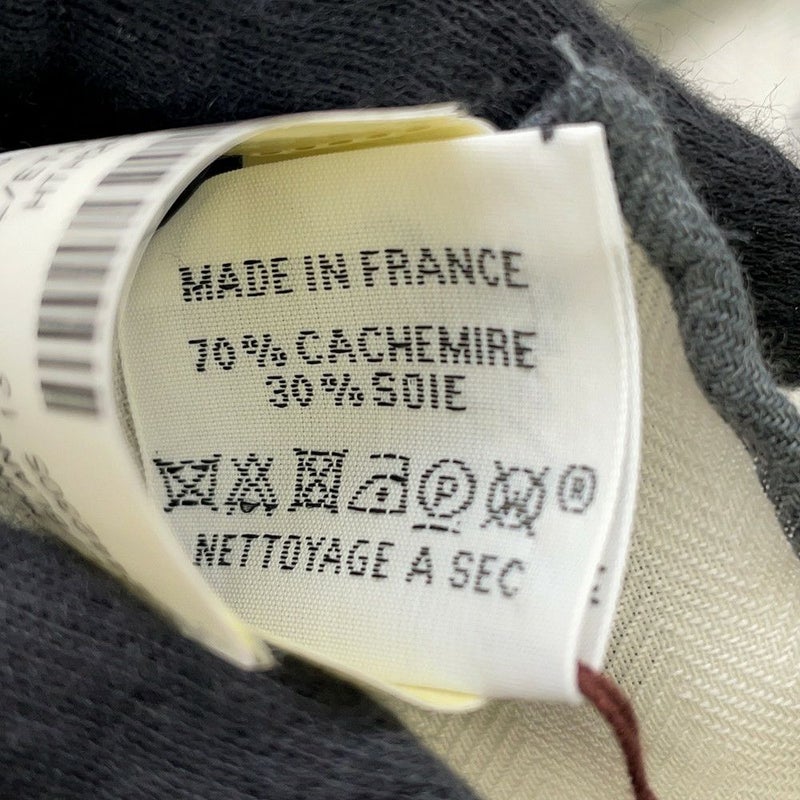 MADE IN FRANCE
70% CACHEMIRE
30% SOIE
P W ®
NETTOYAGE A SEC